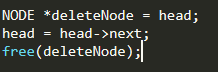 NODE *deleteNode = head;
head = head->next;
free(deleteNode);